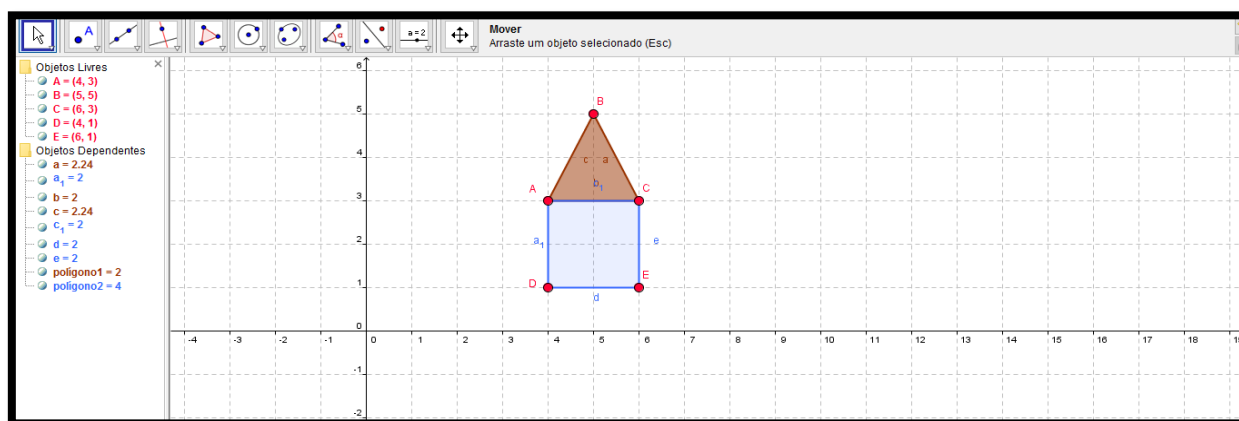 A
α
a=2
Mover
Arraste um objeto selecionado (Esc)
Objetos Livres
A = (4, 3)
B = (5, 5)
C = (6, 3)
D = (4, 1)
E = (6, 1)
Objetos Dependentes
a = 2.24
a₁ = 2
b = 2
c = 2.24
c₁ = 2
d = 2
e = 2
polígono1 = 2
polígono2 = 4
6
5
4
3
2
1
0
-1
-2
B
c a
b₁
A C
a₁ e
D E
d
-4 -3 -2 -1 0 1 2 3 4 5 6 7 8 9 10 11 12 13 14 15 16 17 18